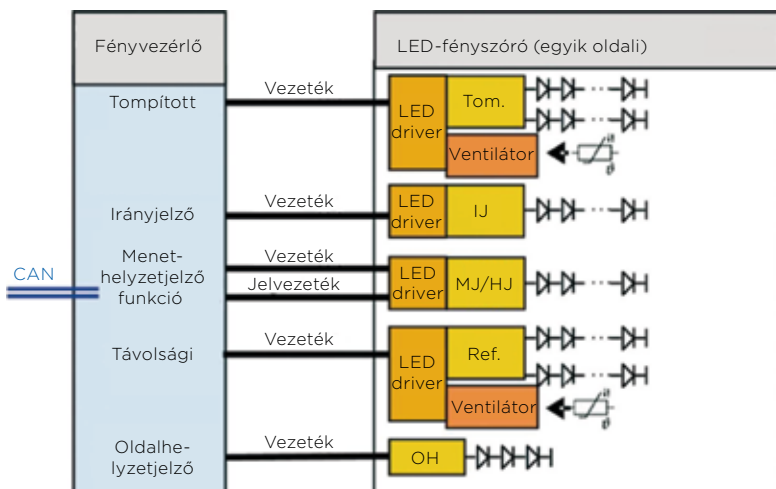 Fényvezérlő
LED-fényszóró (egyik oldali)
Tompított
Vezeték
LED
driver
Tom.
Ventilátor
ϑ
Irányjelző
Vezeték
LED
driver
IJ
CAN
Menet-
helyzetjelző
funkció
Vezeték
Jelvezeték
LED
driver
MJ/HJ
Távolsági
Vezeték
LED
driver
Ref.
Ventilátor
ϑ
Oldalhe-
lyzetjelző
Vezeték
OH